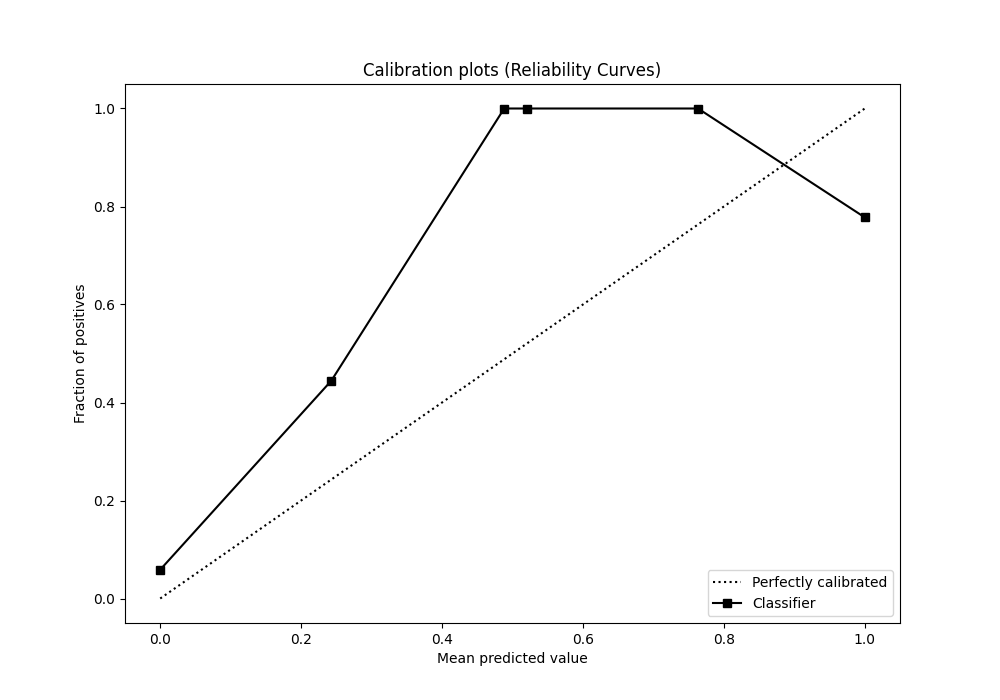 Calibration plots (Reliability Curves)
1.0
0.8
0.6
0.4
0.2
0.0
Fraction of positives
0.0 0.2 0.4 0.6 0.8 1.0
Mean predicted value
Perfectly calibrated
Classifier